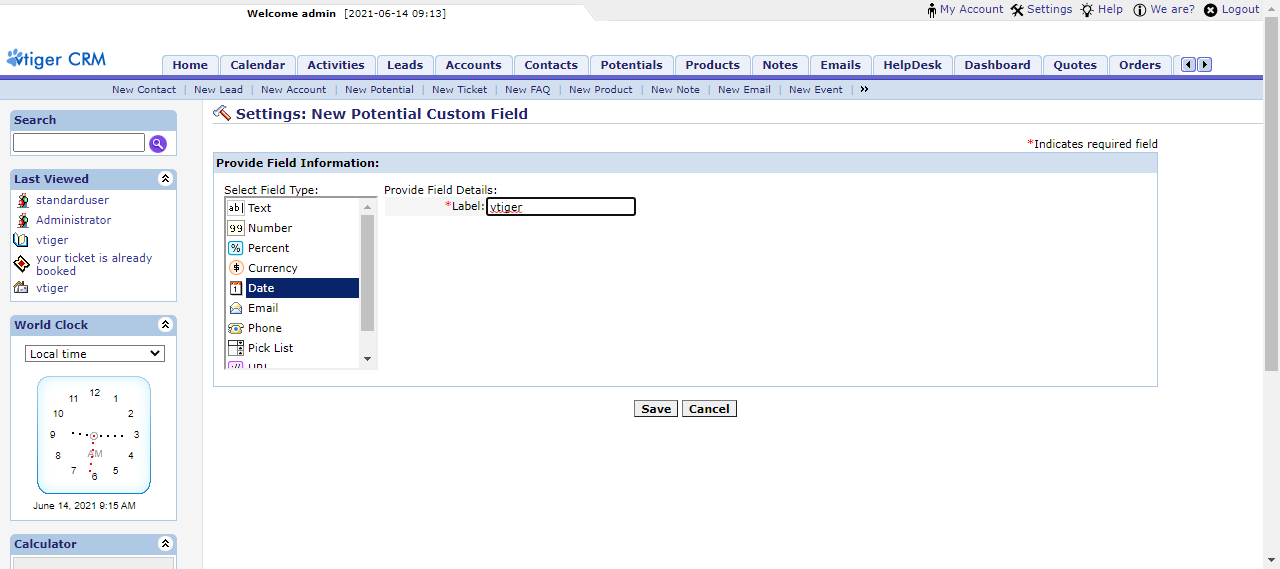 Welcome admin [2021-06-14 09:13]
My Account Settings Help We are? Logout
vtiger CRM
Home Calendar Activities Leads Accounts Contacts Potentials Products Notes Emails HelpDesk Dashboard Quotes Orders
New Contact | New Lead | New Account | New Potential | New Ticket | New FAQ | New Product | New Note | New Email | New Event | »
Search
Last Viewed
standarduser
Administrator
vtiger
your ticket is already
booked
vtiger
World Clock
Local time
12
11 1
10 2
9 3
AM
8 4
7 5
6
June 14, 2021 9:15 AM
Calculator
Settings: New Potential Custom Field
*Indicates required field
Provide Field Information:
Select Field Type:
ab| Text
99 Number
% Percent
$ Currency
1 Date
Email
Phone
Pick List
URL
Provide Field Details:
*Label: vtiger
Save Cancel